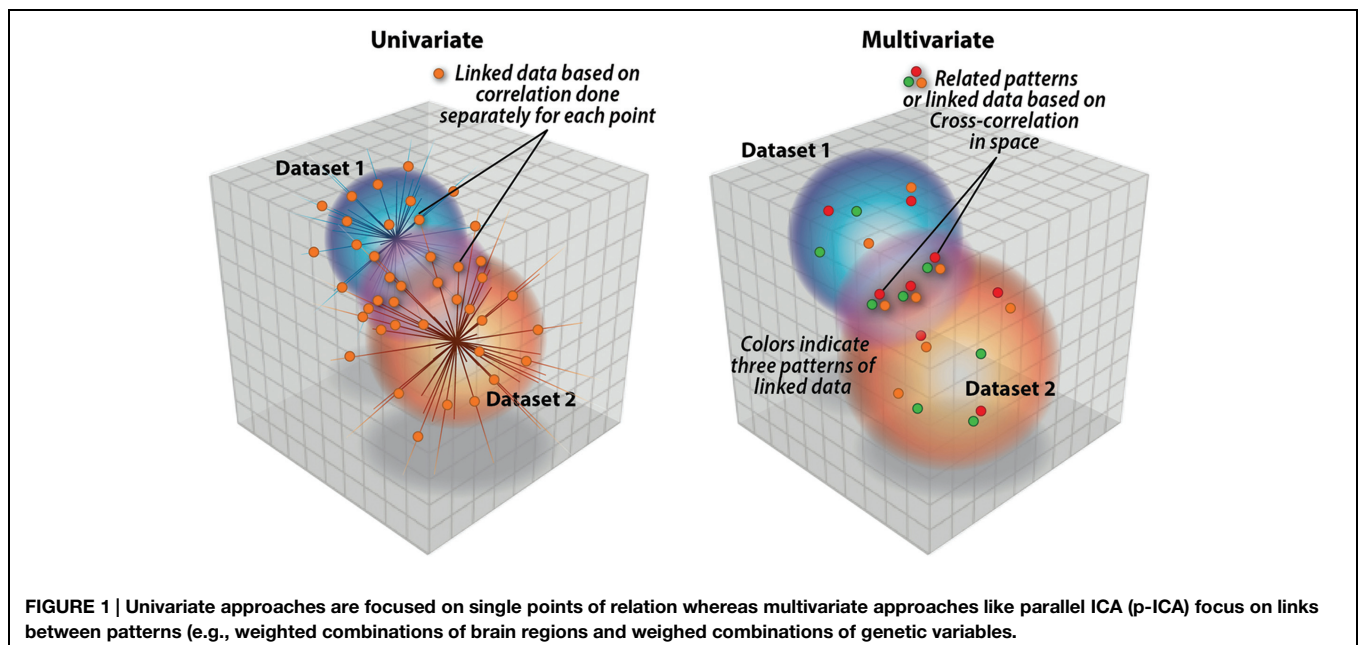 Univariate
Linked data based on
correlation done
separately for each point
Dataset 1
Dataset 2
Multivariate
Related patterns
or linked data based on
Cross-correlation
in space
Dataset 1
Colors indicate
three patterns of
linked data
Dataset 2
FIGURE 1 | Univariate approaches are focused on single points of relation whereas multivariate approaches like parallel ICA (p-ICA) focus on links
between patterns (e.g., weighted combinations of brain regions and weighed combinations of genetic variables.